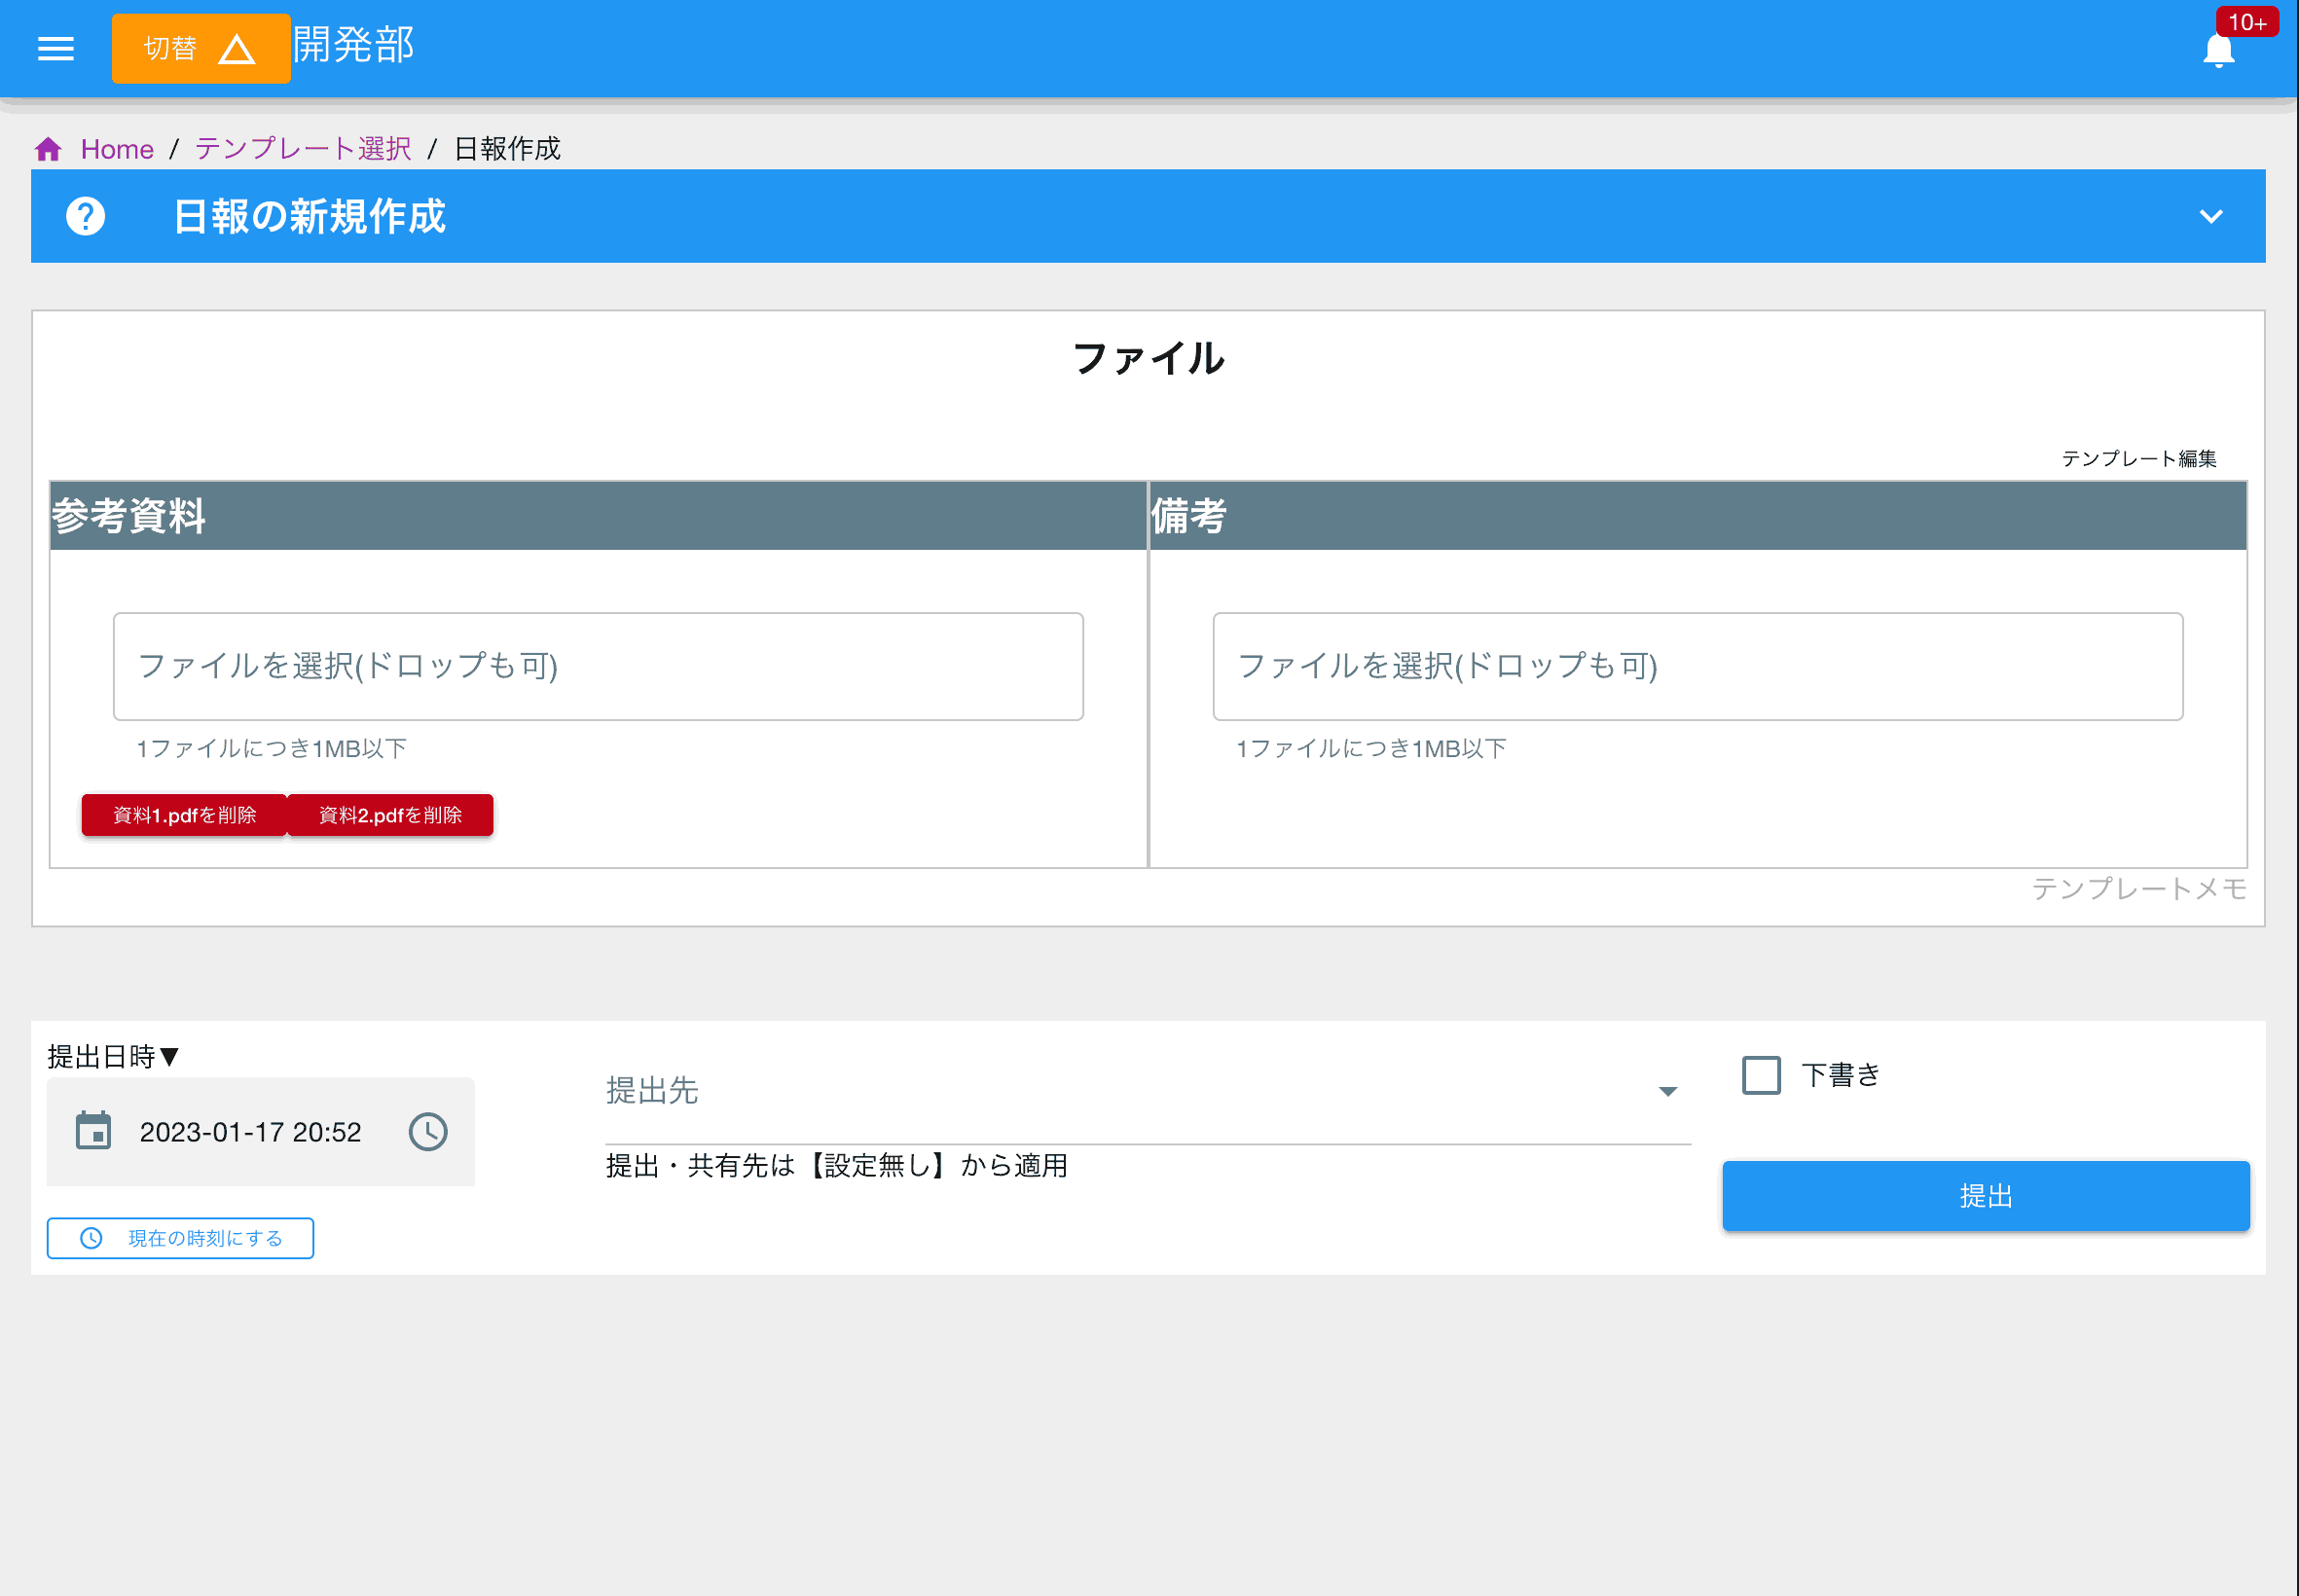 切替
開発部
10+
Home / テンプレート選択 / 日報作成
日報の新規作成
ファイル
テンプレート編集
参考資料
備考
ファイルを選択(ドロップも可)
ファイルを選択(ドロップも可)
1ファイルにつき1MB以下
1ファイルにつき1MB以下
資料1.pdfを削除
資料2.pdfを削除
テンプレートメモ
提出日時▼
2023-01-17 20:52
現在の時刻にする
提出先
提出・共有先は【設定無し】から適用
下書き
提出